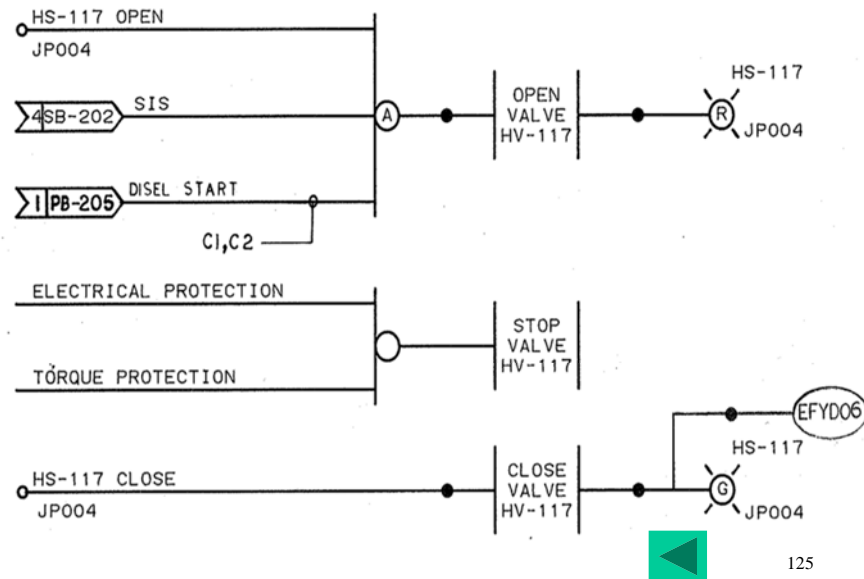 HS-117 OPEN
JP004
4 SB-202 SIS
1 PB-205 DISEL START
C1,C2
A
OPEN
VALVE
HV-117
R
HS-117
JP004
ELECTRICAL PROTECTION
TORQUE PROTECTION
STOP
VALVE
HV-117
HS-117 CLOSE
JP004
CLOSE
VALVE
HV-117
EFYD06
HS-117
G
JP004
125